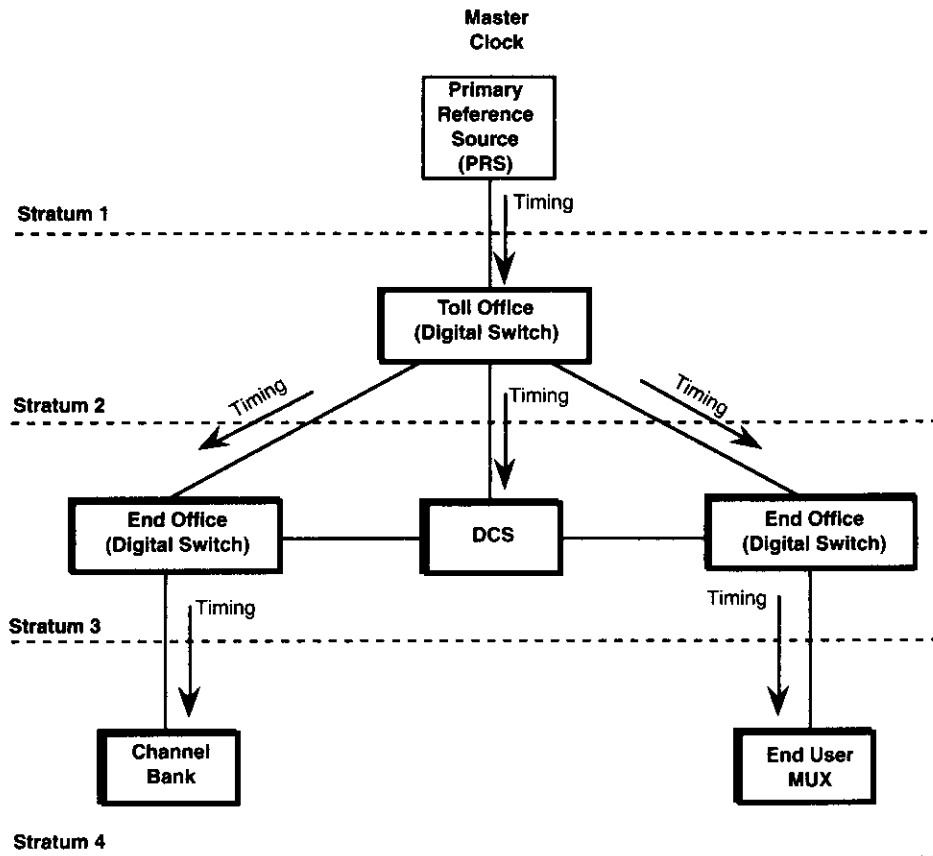 Master
Clock
Primary
Reference
Source
(PRS)
Timing
Stratum 1
Toll Office
(Digital Switch)
Timing
Timing
Timing
Stratum 2
End Office
(Digital Switch)
DCS
End Office
(Digital Switch)
Timing
Timing
Stratum 3
Channel
Bank
End User
MUX
Stratum 4